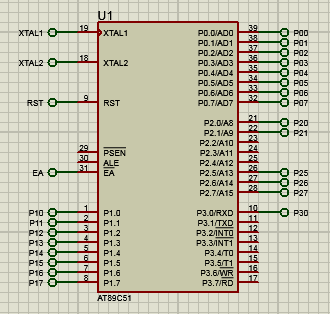 U1
XTAL1 19 XTAL1 P0.0/AD0 39 P00
P0.1/AD1 38 P01
P0.2/AD2 37 P02
XTAL2 18 XTAL2 P0.3/AD3 36 P03
P0.4/AD4 35 P04
P0.5/AD5 34 P05
P0.6/AD6 33 P06
RST 9 RST P0.7/AD7 32 P07
P2.0/A8 21 P20
P2.1/A9 22 P21
P2.2/A10 23
29 PSEN P2.3/A11 24
30 ALE P2.4/A12 25
EA 31 EA P2.5/A13 26 P25
P2.6/A14 27 P26
P2.7/A15 28 P27
P10 1 P1.0 P3.0/RXD 10 P30
P11 2 P1.1 P3.1/TXD 11
P12 3 P1.2 P3.2/INT0 12
P13 4 P1.3 P3.3/INT1 13
P14 5 P1.4 P3.4/T0 14
P15 6 P1.5 P3.5/T1 15
P16 7 P1.6 P3.6/WR 16
P17 8 P1.7 P3.7/RD 17
AT89C51